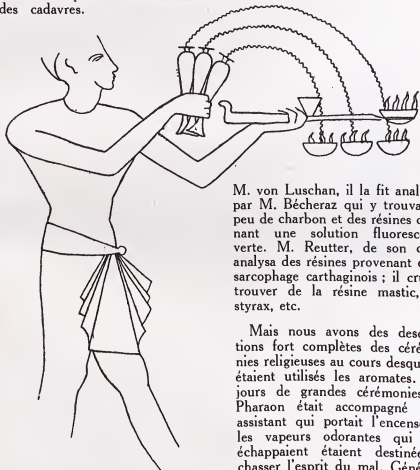 des cadavres.
M. von Luschan, il la fit anal
par M. Bécheraz qui y trouva
peu de charbon et des résines
nant une solution fluoresc
verte. M. Reutter, de son
analysa des résines provenant
sarcophage carthaginois ; il cr
trouver de la résine mastic,
styrax, etc.
Mais nous avons des desc
tions fort complètes des céré
nies religieuses au cours desqu
étaient utilisés les aromates.
jours de grandes cérémonies
Pharaon était accompagné
assistant qui portait l'encens
les vapeurs odorantes qui
échappaient étaient destiné
chasser l'esprit du mal. Géné